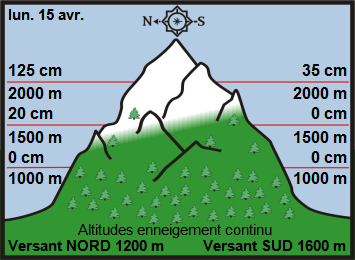 lun. 15 avr.
N S
125 cm 35 cm
2000 m 2000 m
20 cm 0 cm
1500 m 1500 m
0 cm 0 cm
1000 m 1000 m
Altitudes enneigement continu
Versant NORD 1200 m Versant SUD 1600 m